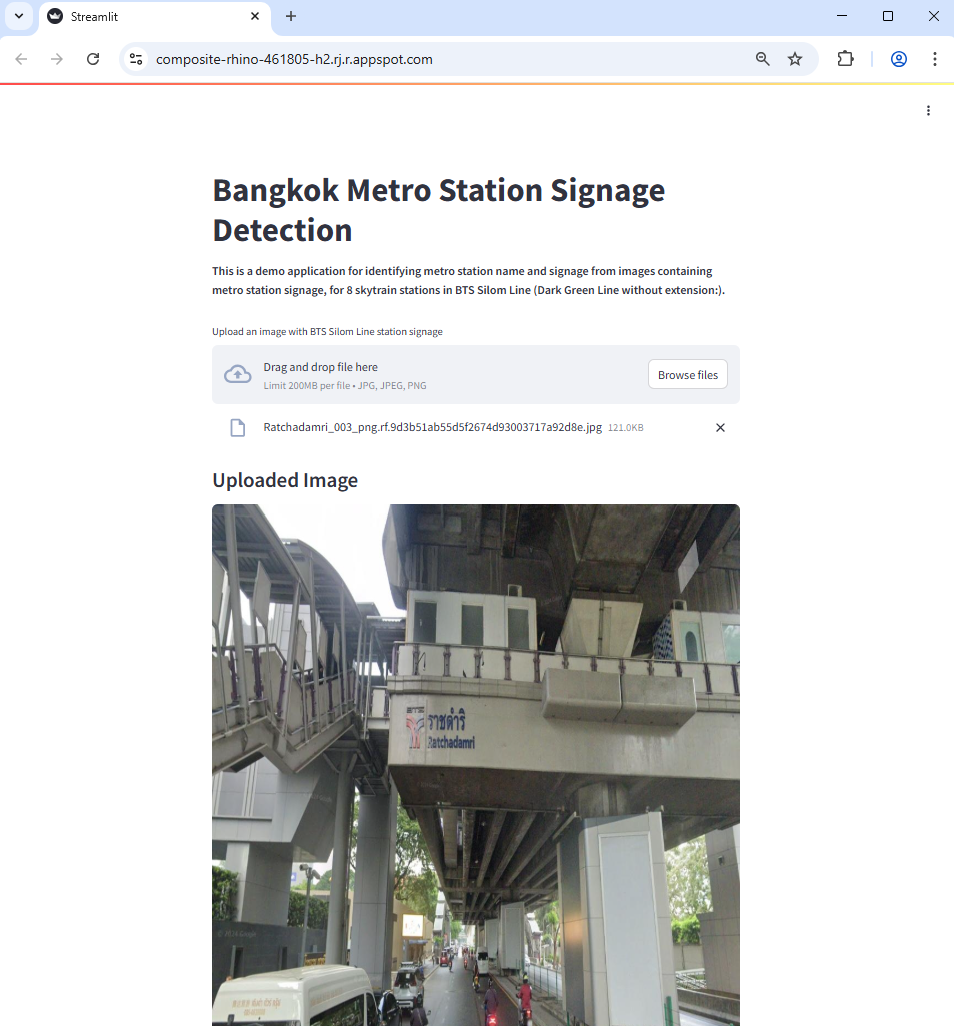 Streamlit
composite-rhino-461805-h2.rj.r.appspot.com
Bangkok Metro Station Signage
Detection
This is a demo application for identifying metro station name and signage from images containing
metro station signage, for 8 skytrain stations in BTS Silom Line (Dark Green Line without extension:).
Upload an image with BTS Silom Line station signage
Drag and drop file here
Limit 200MB per file • JPG, JPEG, PNG
Browse files
Ratchadamri_003_png.rf.9d3b51ab55d5f2674d93003717a92d8e.jpg 121.0KB
Uploaded Image
ราชดำริ
Ratchadamri